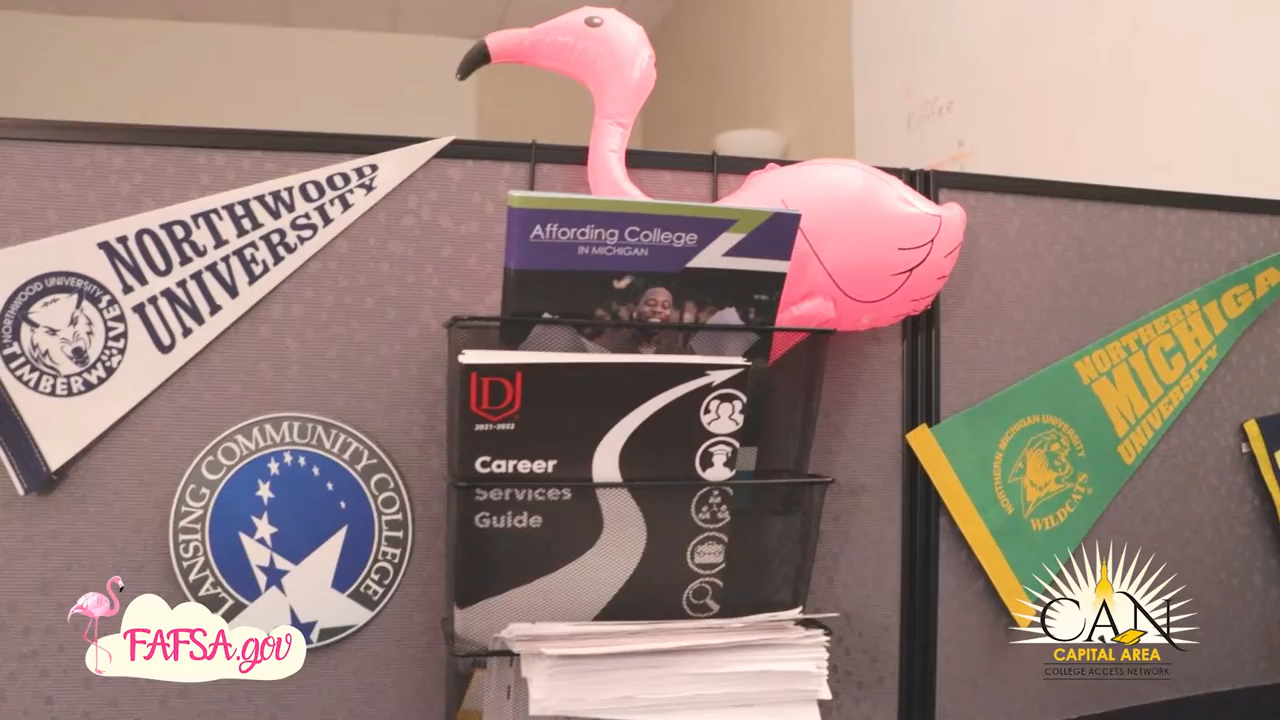 NORTHWOOD
UNIVERSITY
NORTHWOOD UNIVERSITY
TIMBERWOLVES
LANSING COMMUNITY COLLEGE
FAFSA.gov
Affording College
IN MICHIGAN
D
2021-2022
Career
Services
Guide
NORTHERN
MICHIGA
UNIVERSITY
NORTHERN MICHIGAN UNIVERSITY
WILDCATS
CAN
CAPITAL AREA
COLLEGE ACCESS NETWORK